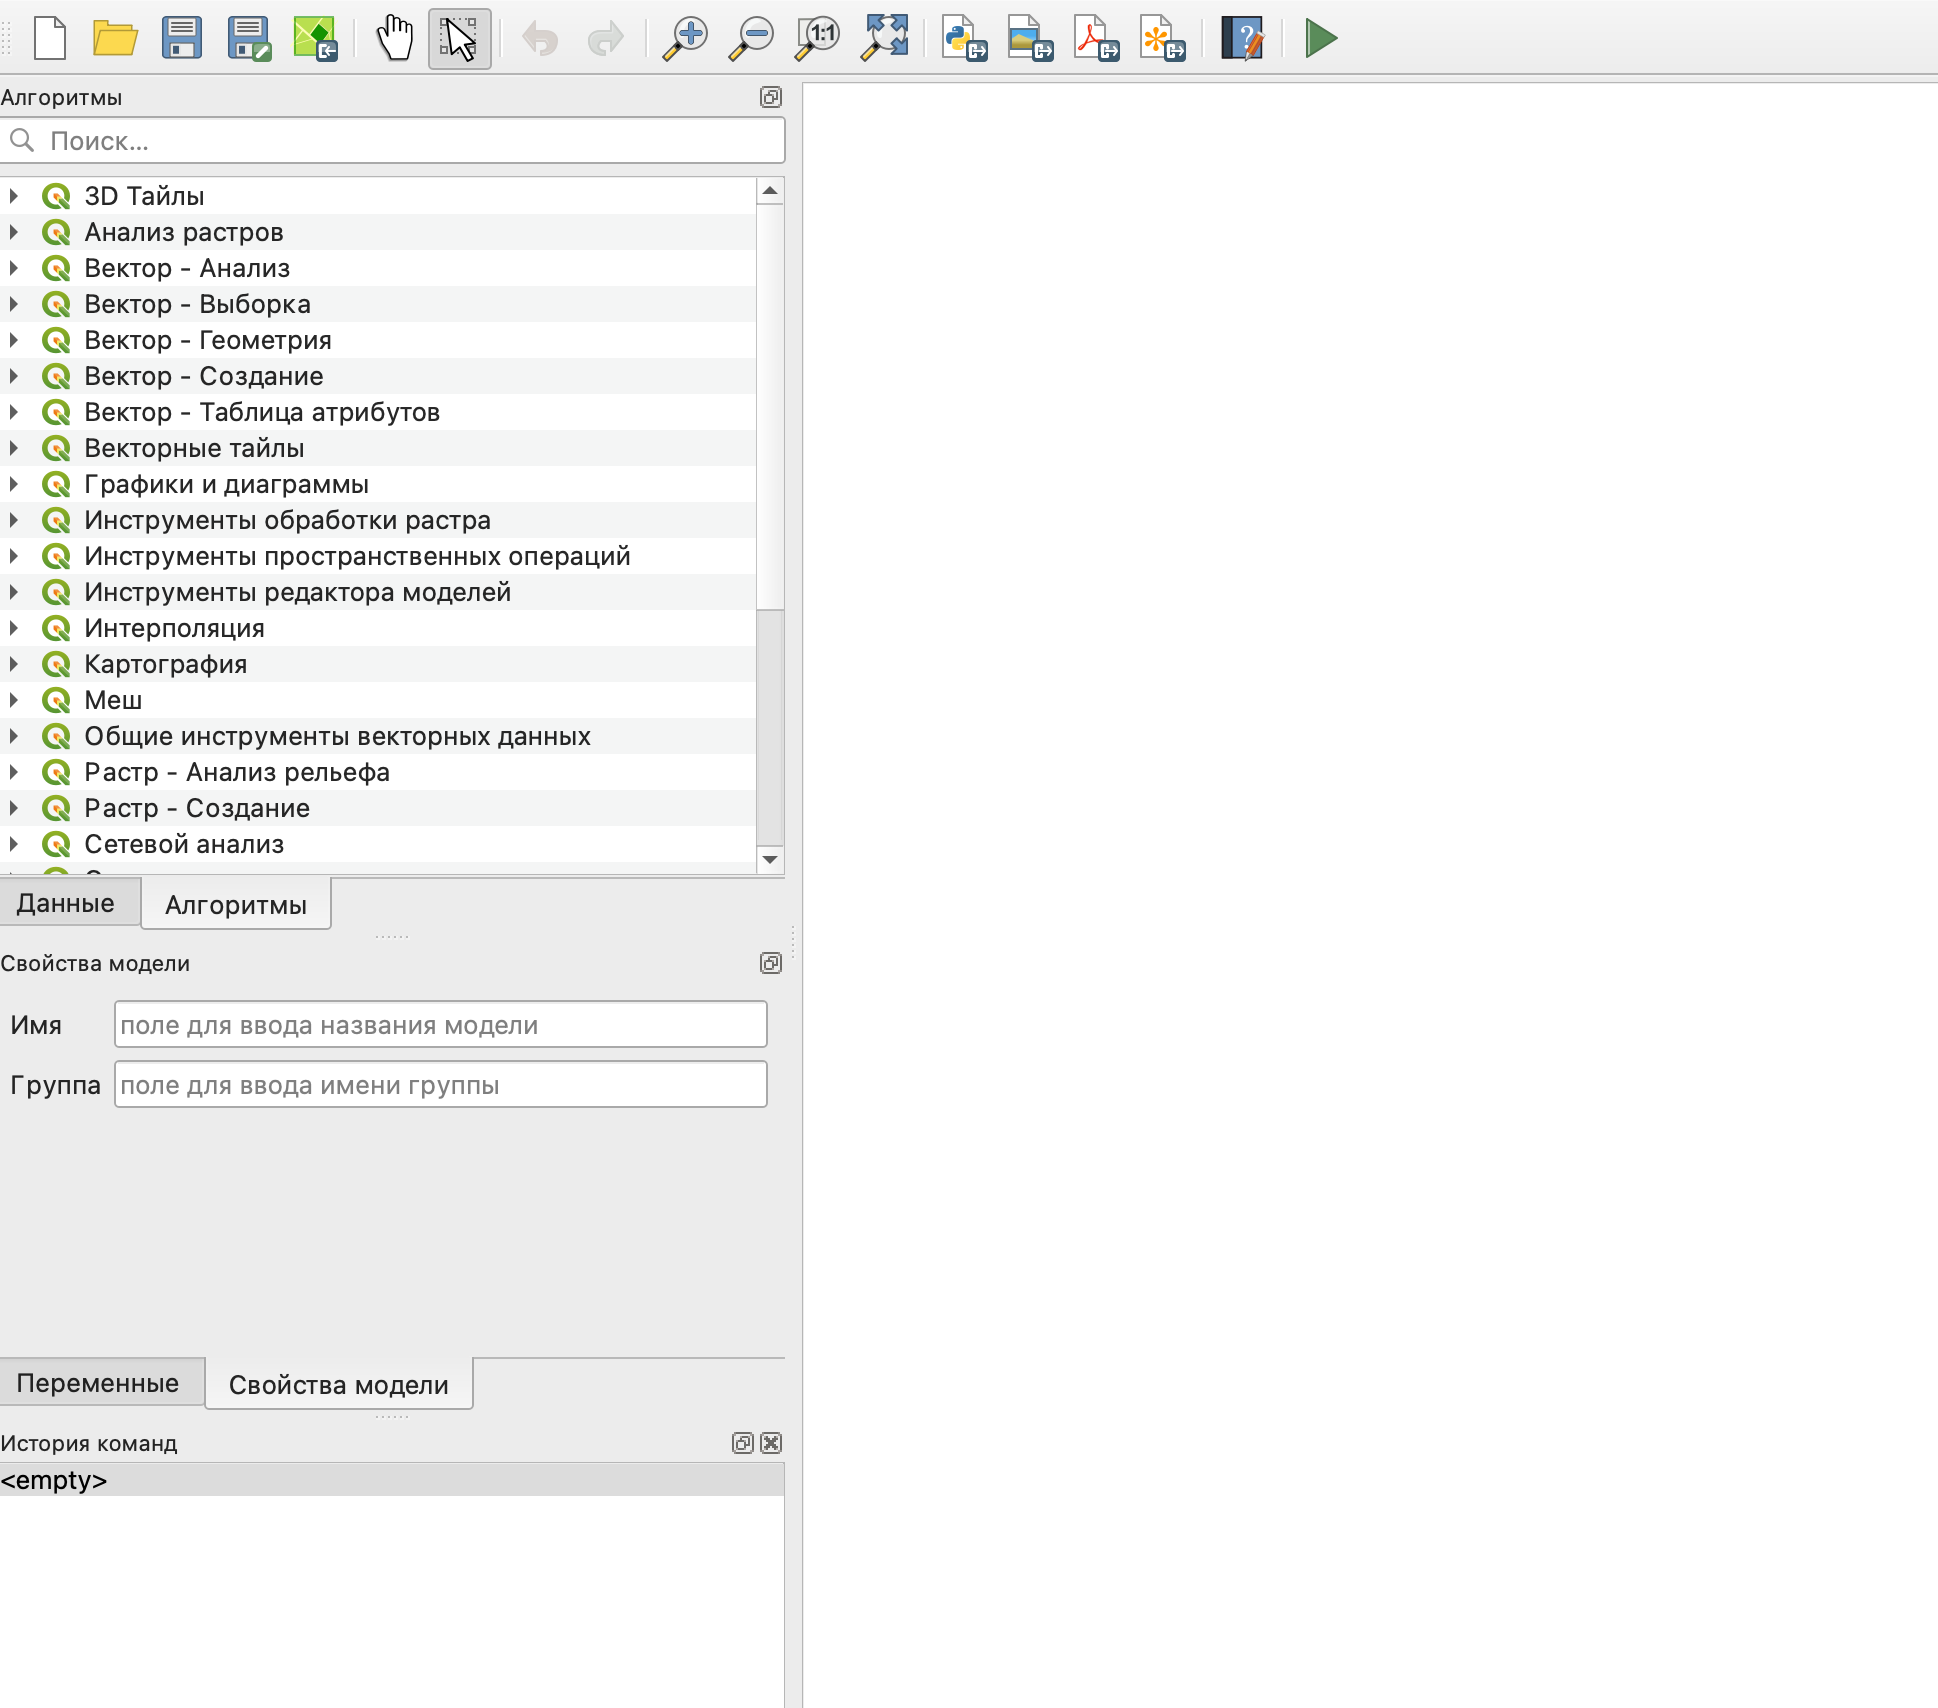 1:1
Алгоритмы
Поиск...
3D Тайлы
Анализ растров
Вектор - Анализ
Вектор - Выборка
Вектор - Геометрия
Вектор - Создание
Вектор - Таблица атрибутов
Векторные тайлы
Графики и диаграммы
Инструменты обработки растра
Инструменты пространственных операций
Инструменты редактора моделей
Интерполяция
Картография
Меш
Общие инструменты векторных данных
Растр - Анализ рельефа
Растр - Создание
Сетевой анализ
Данные Алгоритмы
Свойства модели
Имя поле для ввода названия модели
Группа поле для ввода имени группы
Переменные Свойства модели
История команд
<empty>